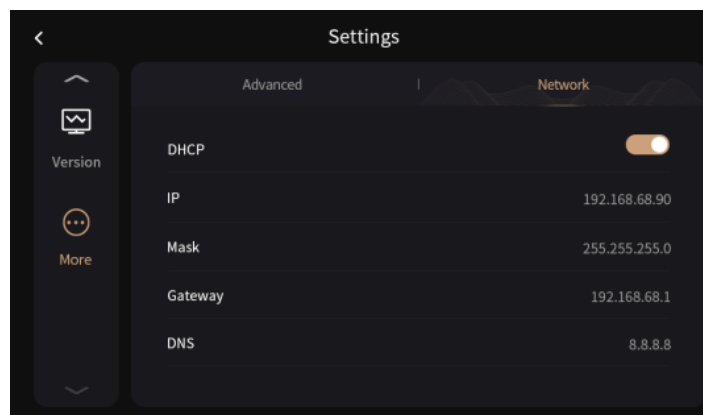 Settings
Advanced
Network
Version
More
DHCP
IP
192.168.68.90
Mask
255.255.255.0
Gateway
192.168.68.1
DNS
8.8.8.8